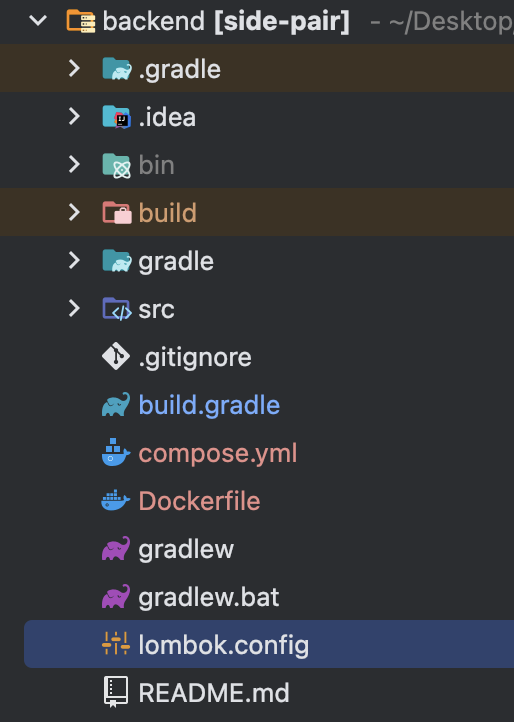 backend [side-pair] - ~/Desktop/
.gradle
.idea
bin
build
gradle
src
.gitignore
build.gradle
compose.yml
Dockerfile
gradlew
gradlew.bat
lombok.config
README.md